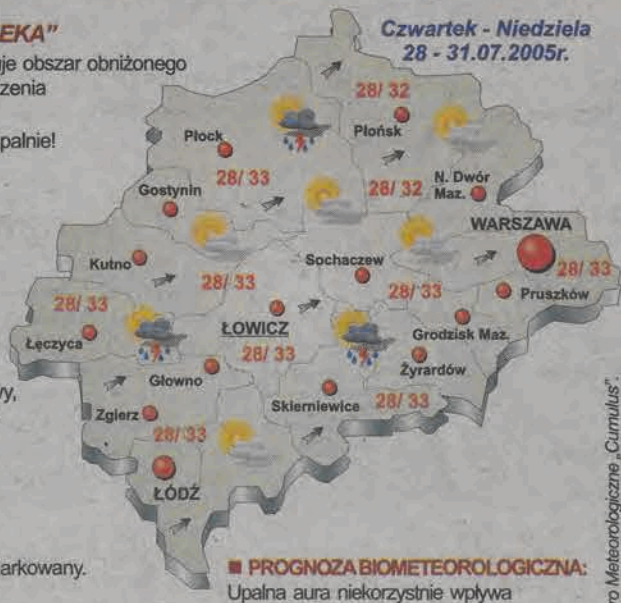 EKA"
je obszar obniżonego
zenia
palnie!
Czwartek - Niedziela
28 - 31.07.2005r.
28/ 32
Płońsk
Płock
28/ 33
28/ 32
N. Dwór
Maz.
Gostynin
WARSZAWA
28/ 33
Kutno
28/ 33
Sochaczew
28/ 33
Pruszków
28/ 33
Łęczyca
ŁOWICZ
28/ 33
Grodzisk Maz.
Żyrardów
Głowno
Skierniewice
28/ 33
y,
Zgierz
28/ 33
ŁÓDŹ
arkowany.
■ PROGNOZA BIOMETEOROLOGICZNA:
Upalna aura niekorzystnie wpływa
ro Meteorologiczne „Cumulus".